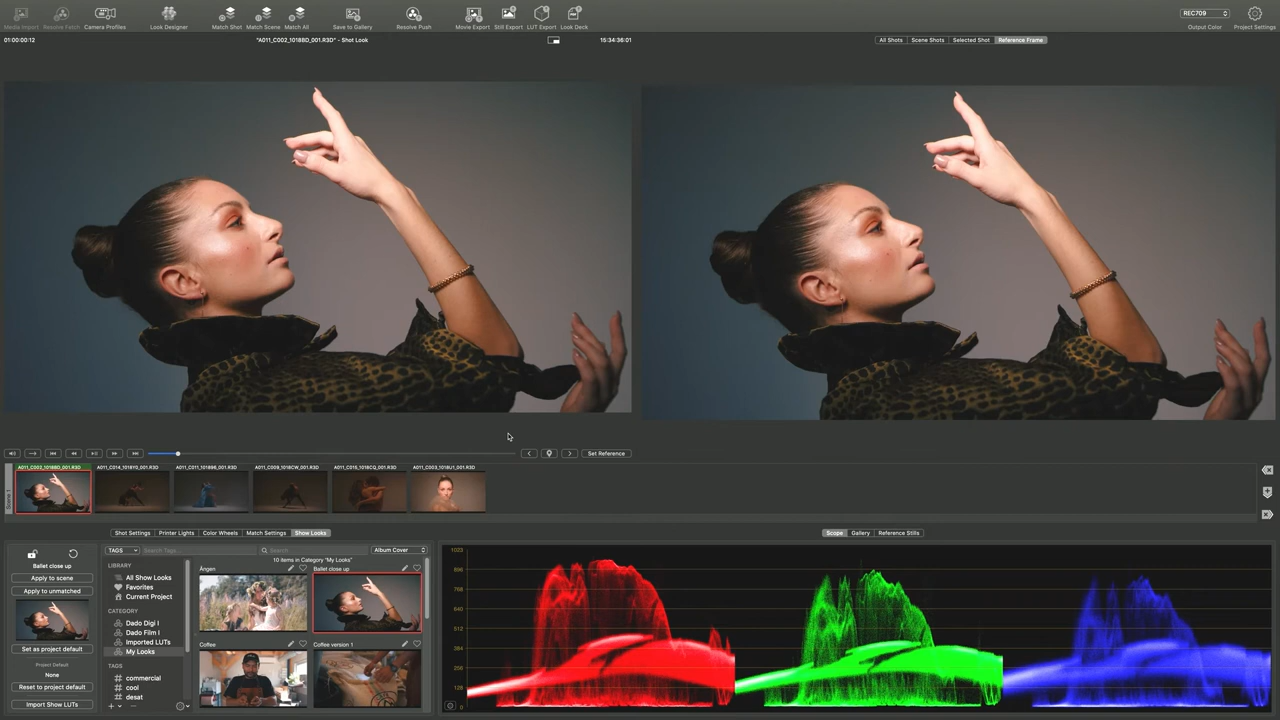 Media Import
Resolve Fetch
Camera Profiles
Look Designer
Match Shot
Match Scene
Match All
Save to Gallery
Resolve Push
Movie Export
Still Export
LUT Export
Look Deck
REC709
Output Color
Project Settings
01:00:00:12
"A011_C002_1018BD_001.R3D" - Shot Look
15:34:36:01
All Shots
Scene Shots
Selected Shot
Reference Frame
Set Reference
Scene 1
A011_C002_1018BD_001.R3D
A011_C014_101810_001.R3D
A011_C011_101896_001.R3D
A011_C009_1018CW_001.R3D
A011_C015_1018CQ_001.R3D
A011_C003_1018U1_001.R3D
Shot Settings
Printer Lights
Color Wheels
Match Settings
Show Looks
Scope
Gallery
Reference Stills
Ballet close up
Apply to scene
Apply to unmatched
Set as project default
Project Default
None
Reset to project default
Import Show LUTs
TAGS
Search Tags...
Search
Album Cover
LIBRARY
All Show Looks
Favorites
Current Project
CATEGORY
Dado Digi I
Dado Film I
Imported LUTs
My Looks
TAGS
commercial
cool
desat
10 items in Category "My Looks"
Ängen
Ballet close up
Coffee
Coffee version 1
1023
896
768
640
512
384
256
128
0